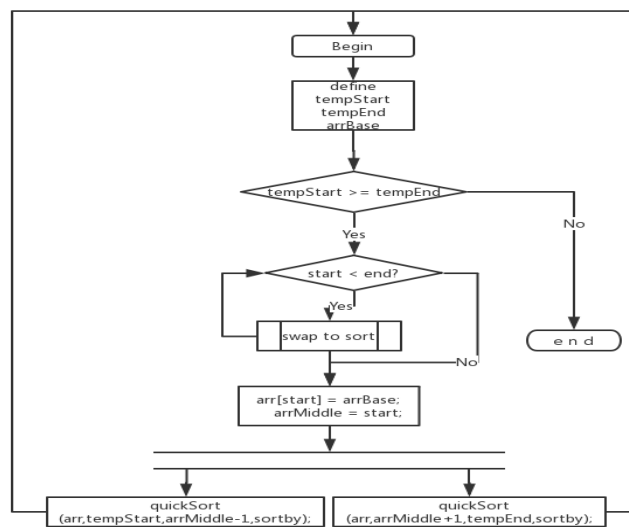 Begin
define
tempStart
tempEnd
arrBase
tempStart >= tempEnd
No
Yes
start < end?
Yes
swap to sort
e n d
No
arr[start] = arrBase;
arrMiddle = start;
quickSort
(arr,tempStart,arrMiddle-1,sortby);
quickSort
(arr,arrMiddle+1,tempEnd,sortby);